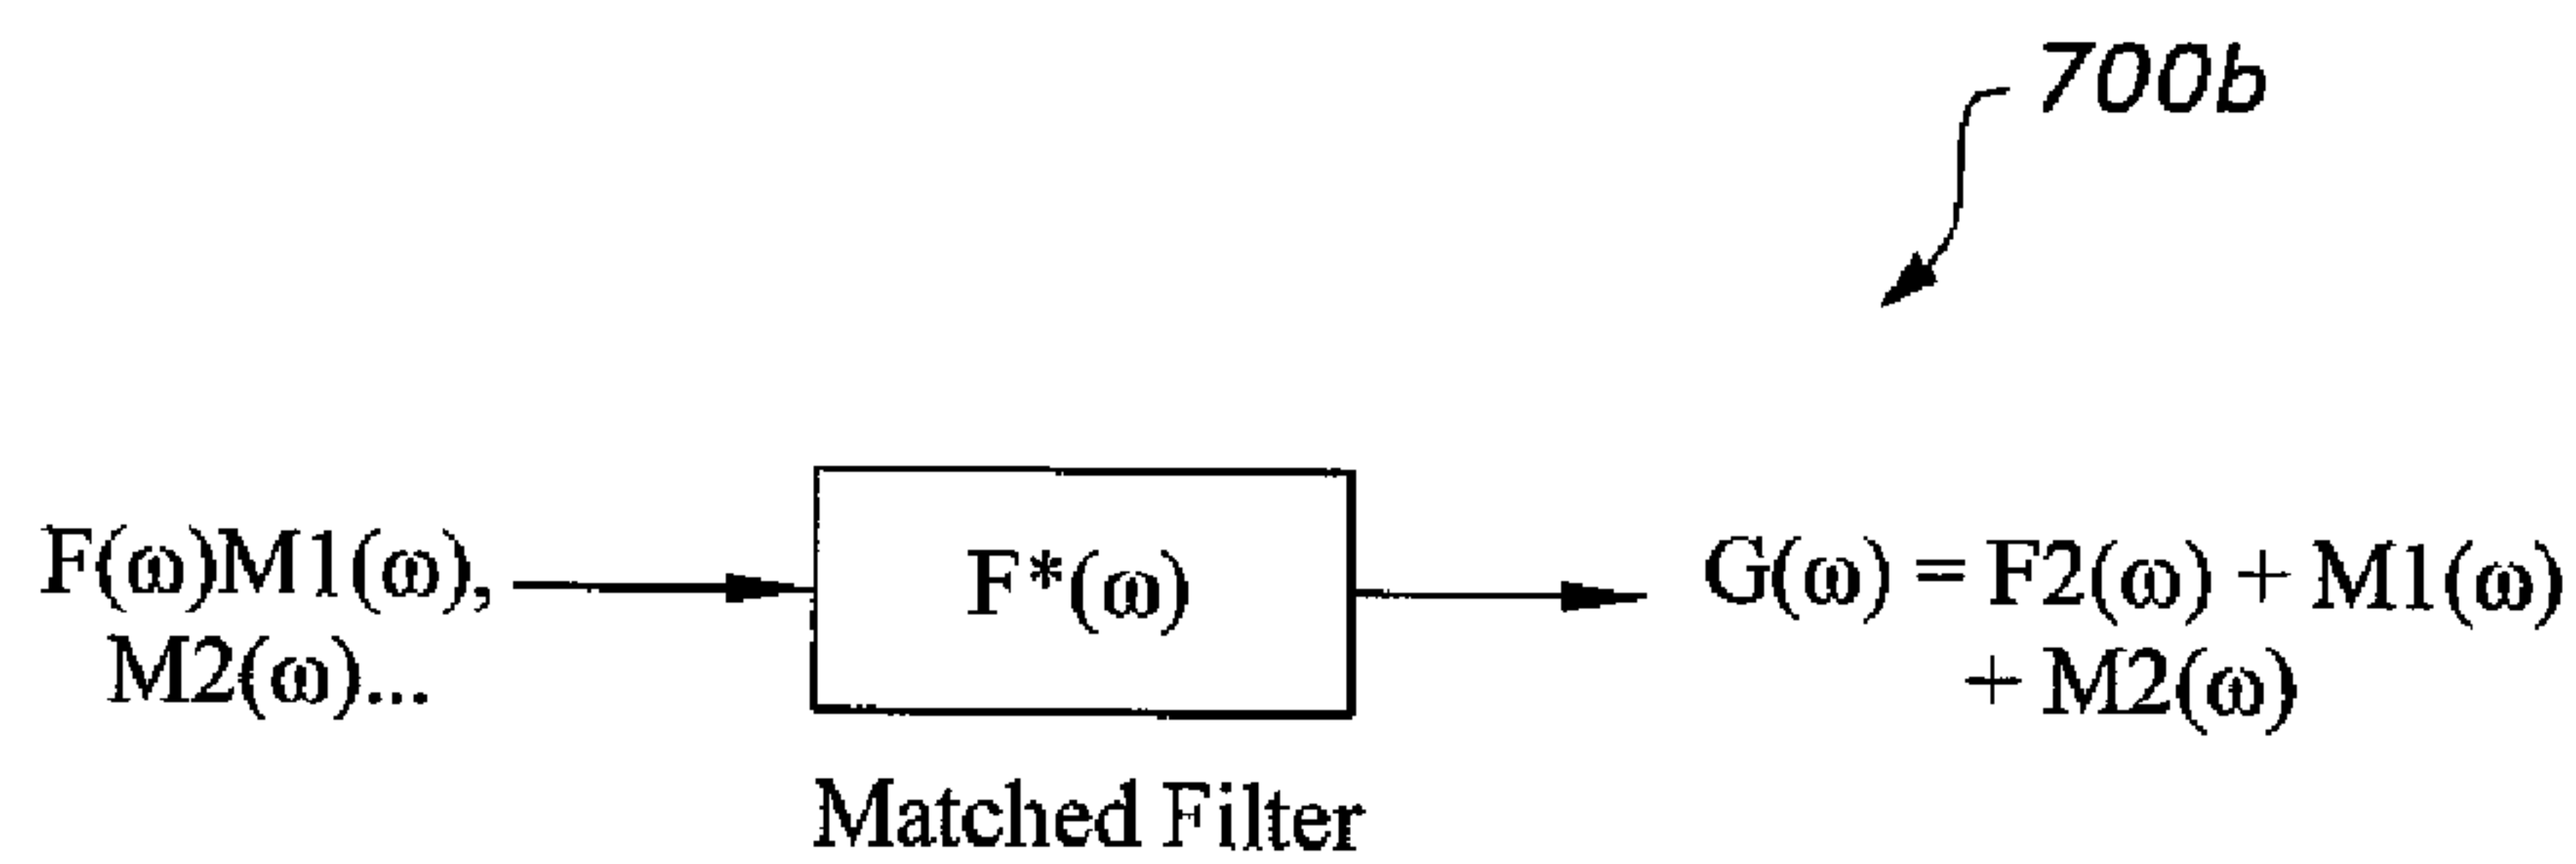 700b
F(ω)M1(ω),
M2(ω)...
F*(ω)
G(ω) = F2(ω) + M1(ω)
+ M2(ω)
Matched Filter